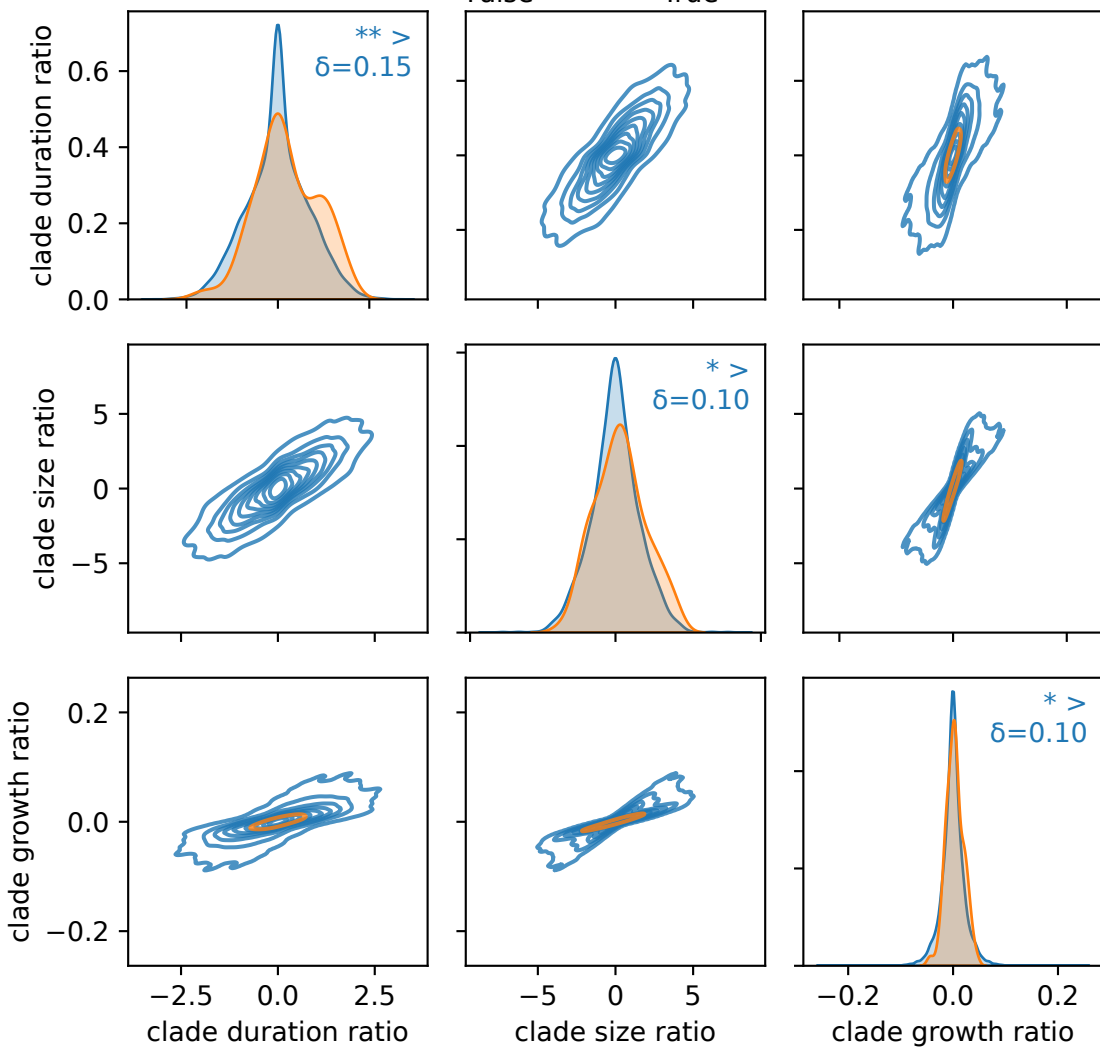 ** >
δ=0.15
clade duration ratio
0.6
0.4
0.2
0.0
* >
δ=0.10
clade size ratio
5
0
−5
* >
δ=0.10
clade growth ratio
0.2
0.0
−0.2
−2.5 0.0 2.5
−5 0 5
−0.2 0.0 0.2
clade duration ratio
clade size ratio
clade growth ratio